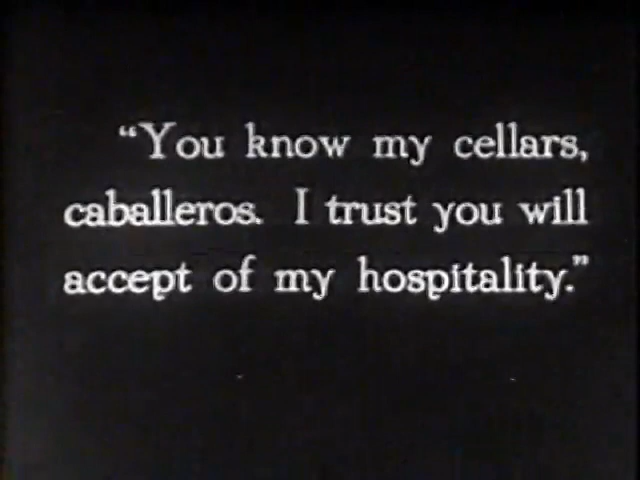 “You know my cellars,
caballeros. I trust you will
accept of my hospitality.”